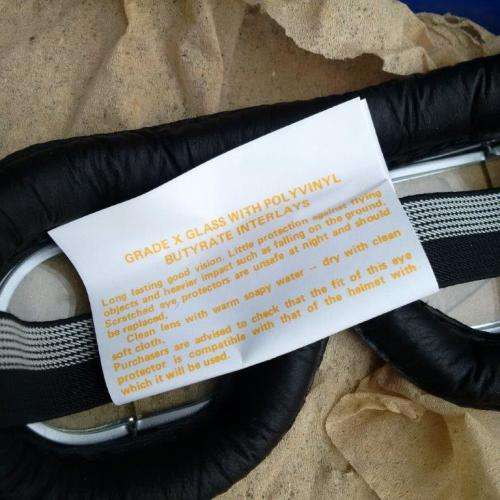 GRADE X GLASS WITH POLYVINYL
BUTYRATE INTERLAYS
Long lasting good vision. Little protection against flying
objects and heavier impact such as falling on the ground.
Scratched eye protectors are unsafe at night and should
be replaced.
Clean lens with warm soapy water -- dry with clean
soft cloth.
Purchasers are advised to check that the fit of this eye
protector is compatible with that of the helmet with
which it will be used.